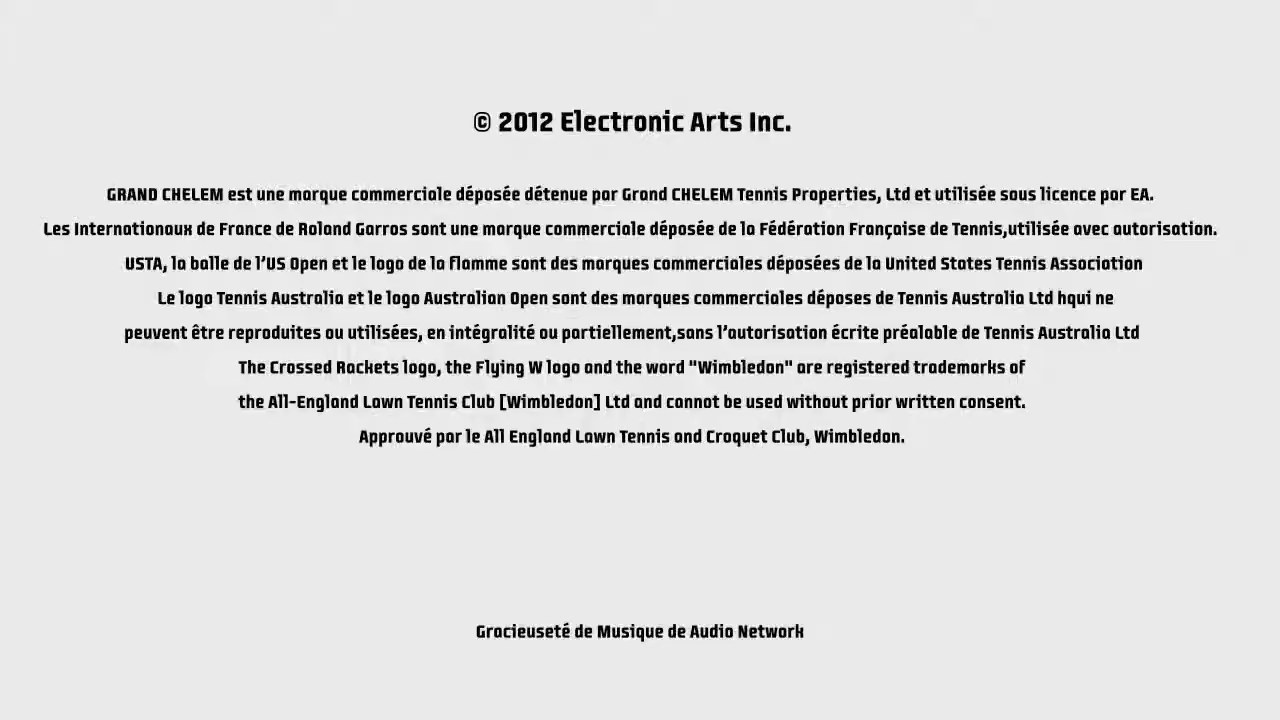 © 2012 Electronic Arts Inc.
GRAND CHELEM est une marque commerciale déposée détenue par Grand CHELEM Tennis Properties, Ltd et utilisée sous licence par EA.
Les Internationaux de France de Roland Garros sont une marque commerciale déposée de la Fédération Française de Tennis,utilisée avec autorisation.
USTA, la balle de l'US Open et le logo de la flamme sont des marques commerciales déposées de la United States Tennis Association
Le logo Tennis Australia et le logo Australian Open sont des marques commerciales déposes de Tennis Australia Ltd hqui ne
peuvent être reproduites ou utilisées, en intégralité ou partiellement,sans l'autorisation écrite préalable de Tennis Australia Ltd
The Crossed Rackets logo, the Flying W logo and the word "Wimbledon" are registered trademarks of
the All-England Lawn Tennis Club [Wimbledon] Ltd and cannot be used without prior written consent.
Approuvé par le All England Lawn Tennis and Croquet Club, Wimbledon.
Gracieuseté de Musique de Audio Network